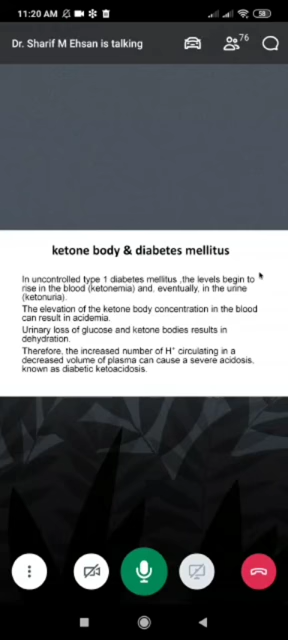 11:20 AM
58
Dr. Sharif M Ehsan is talking
76
ketone body & diabetes mellitus
In uncontrolled type 1 diabetes mellitus ,the levels begin to
rise in the blood (ketonemia) and, eventually, in the urine
(ketonuria).
The elevation of the ketone body concentration in the blood
can result in acidemia.
Urinary loss of glucose and ketone bodies results in
dehydration.
Therefore, the increased number of H⁺ circulating in a
decreased volume of plasma can cause a severe acidosis,
known as diabetic ketoacidosis.